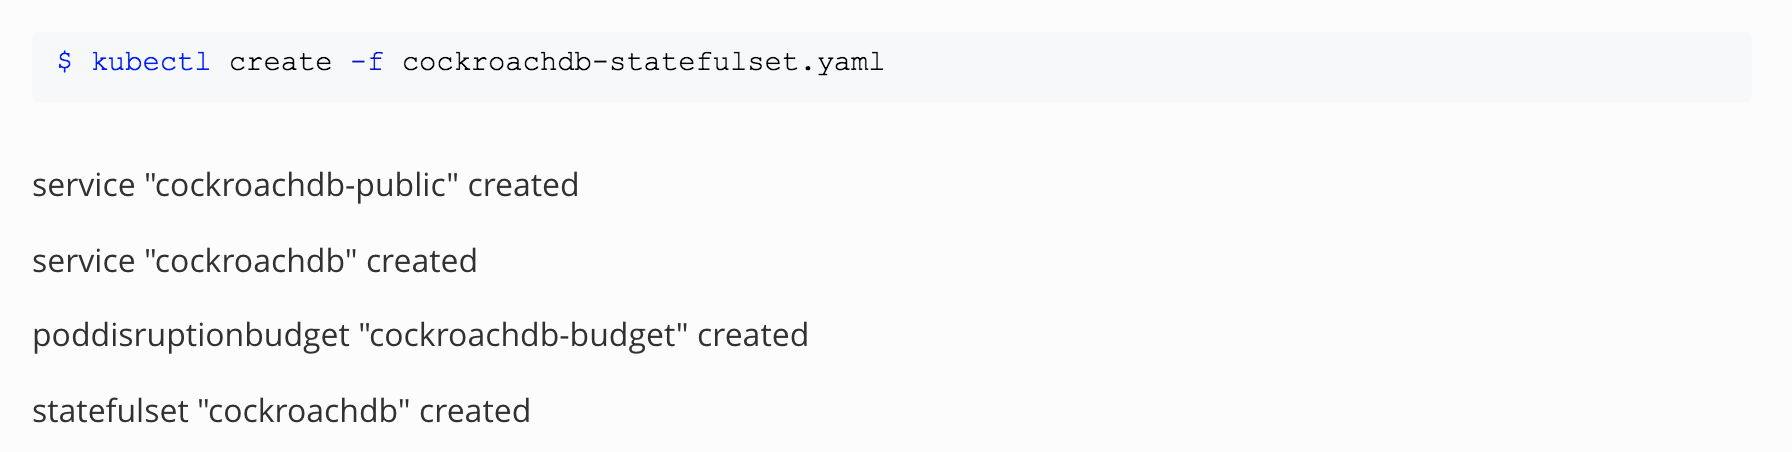 $ kubectl create -f cockroachdb-statefulset.yaml
service "cockroachdb-public" created
service "cockroachdb" created
poddisruptionbudget "cockroachdb-budget" created
statefulset "cockroachdb" created